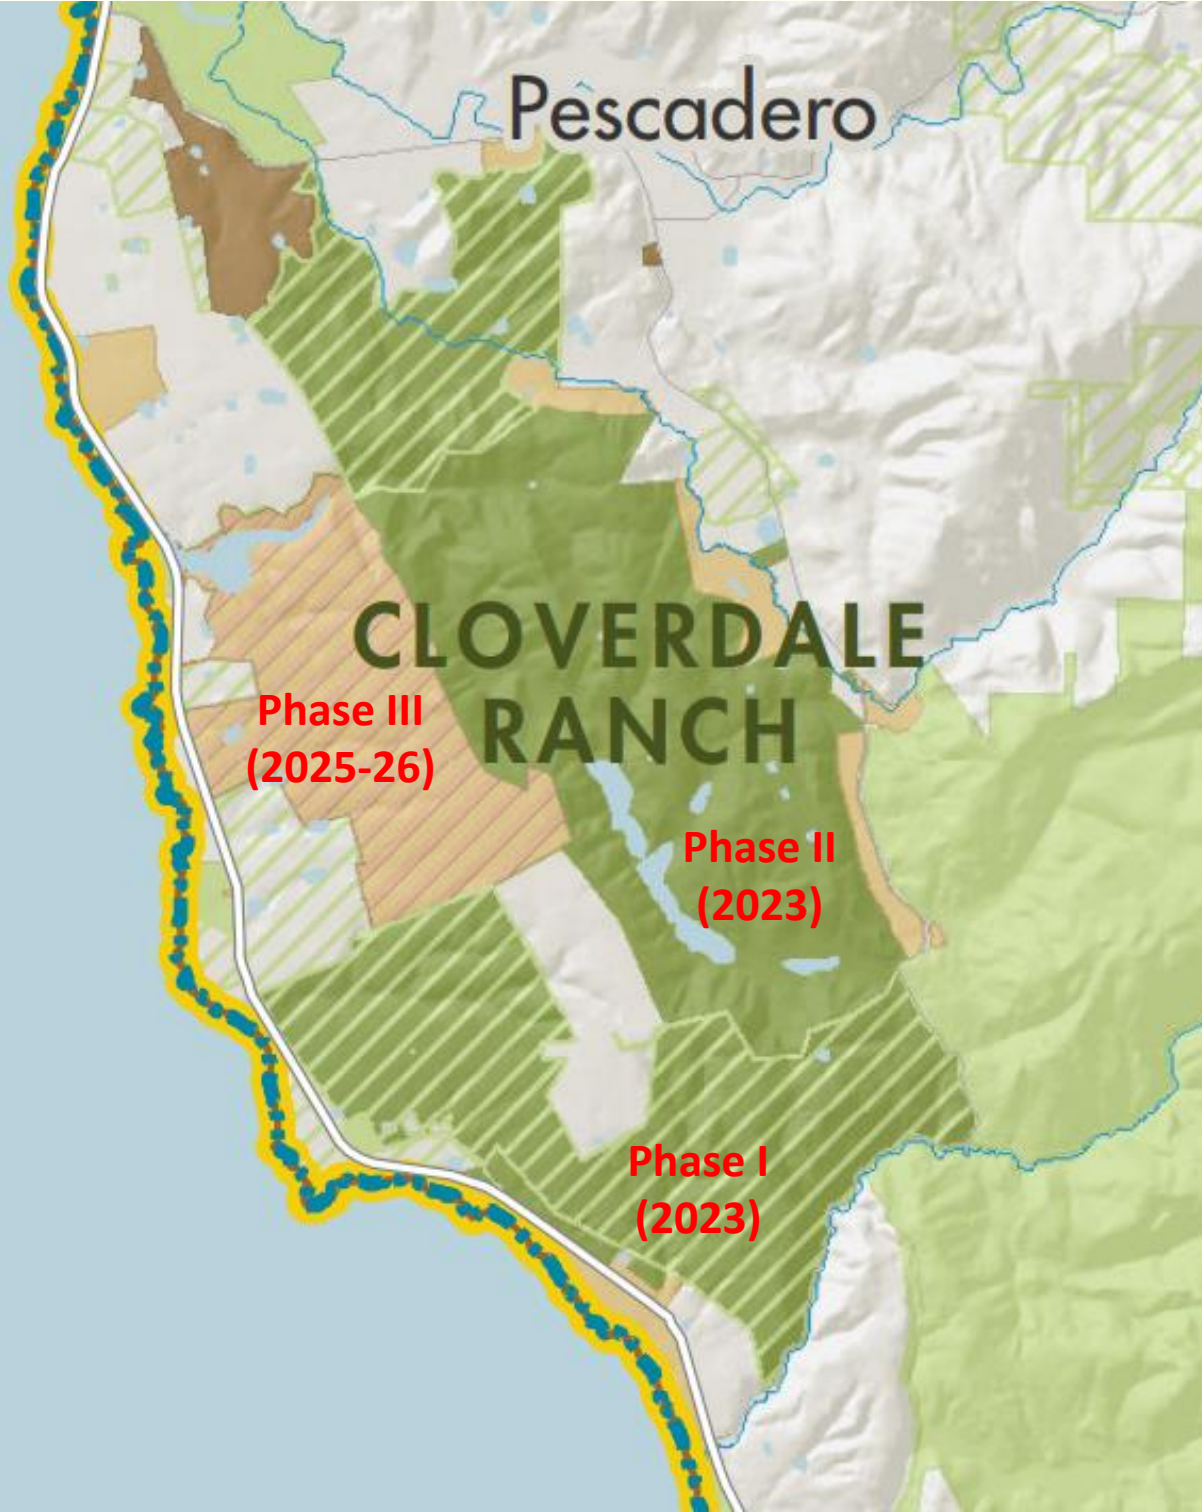 Pescadero
CLOVERDALE
RANCH
Phase III
(2025-26)
Phase II
(2023)
Phase I
(2023)